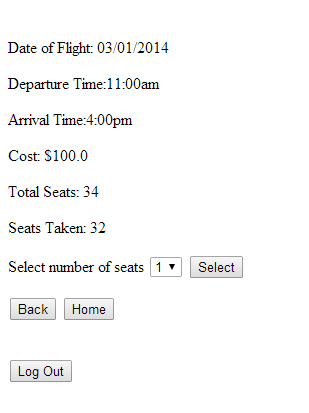 Date of Flight: 03/01/2014
Departure Time:11:00am
Arrival Time:4:00pm
Cost: $100.0
Total Seats: 34
Seats Taken: 32
Select number of seats 1 Select
Back Home
Log Out